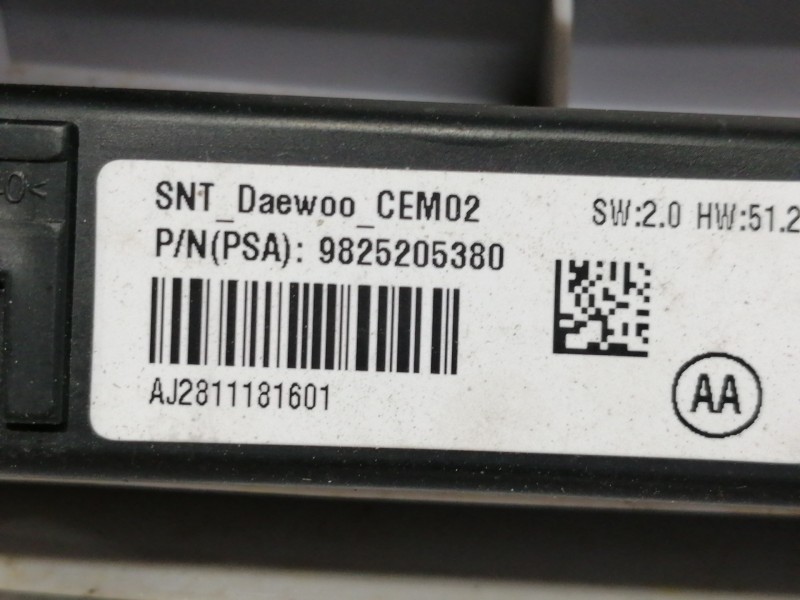 SNT_Daewoo_CEM02
SW:2.0 HW:51.2
P/N(PSA): 9825205380
AJ2811181601
AA